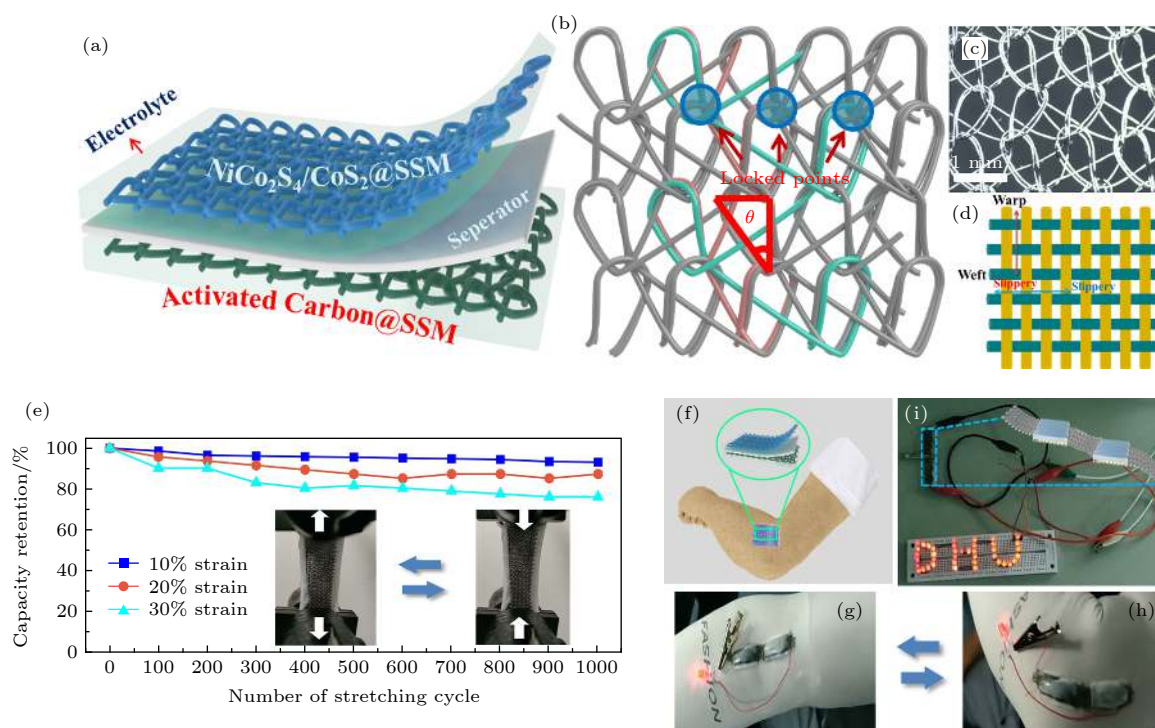 (a)
Electrolyte
NiCo₂S₄/CoS₂@SSM
Seperator
Activated Carbon@SSM
(b)
Locked points
θ
(c)
1 mm
(d)
Warp
Weft
Slippery
Slippery
(e)
Capacity retention/%
100
80
60
40
20
0
10% strain
20% strain
30% strain
0 100 200 300 400 500 600 700 800 900 1000
Number of stretching cycle
(f)
(i)
DHU
(g)
FASHION
(h)
FASHION